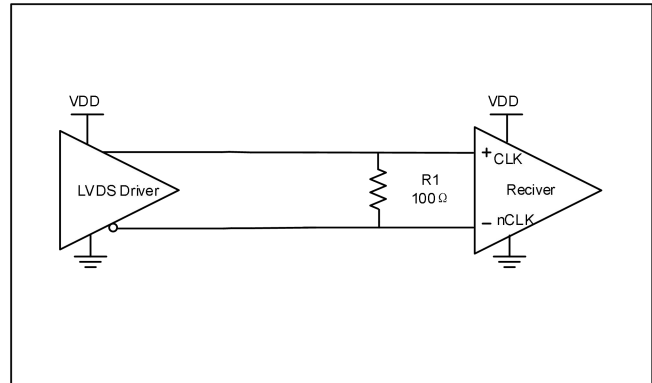 VDD
VDD
LVDS Driver
+ CLK
R1
100 Ω
Reciver
− nCLK